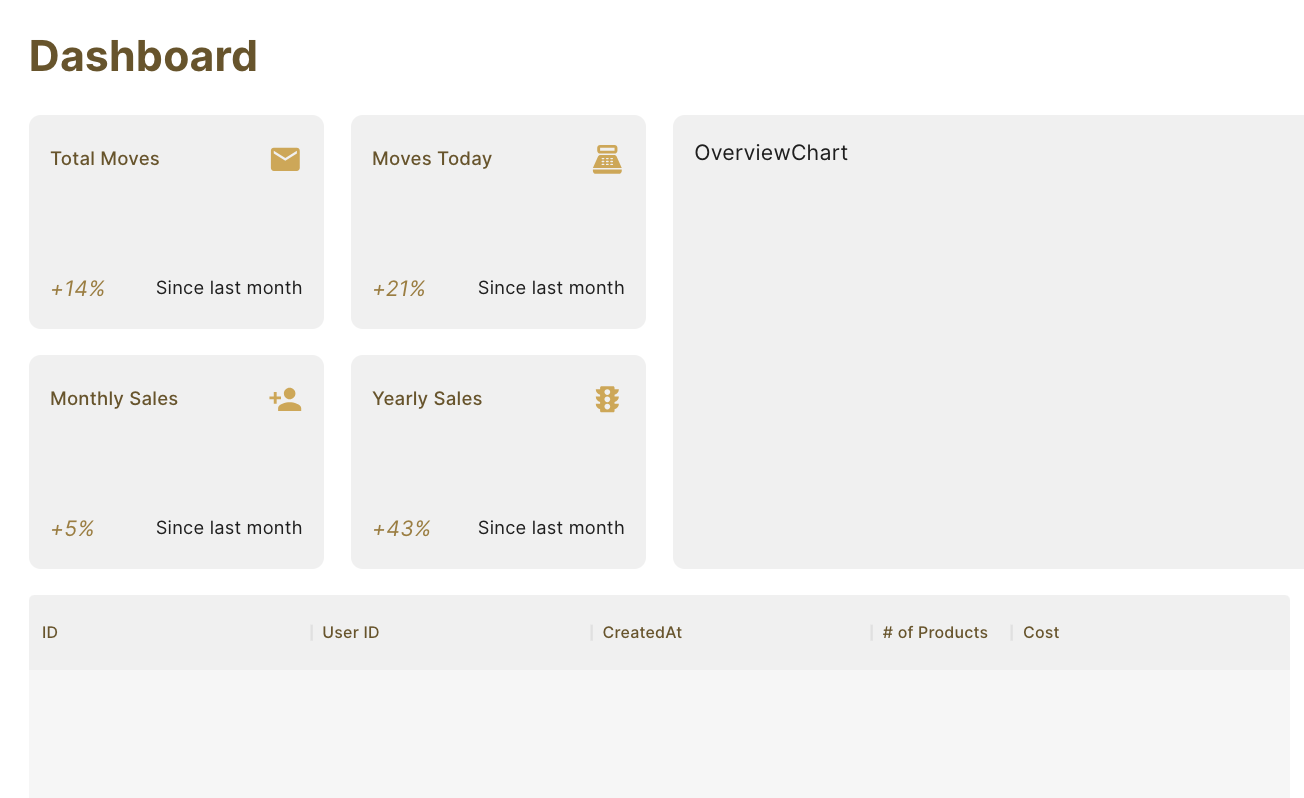 Dashboard
Total Moves
+14% Since last month
Moves Today
+21% Since last month
OverviewChart
Monthly Sales
+5% Since last month
Yearly Sales
+43% Since last month
ID User ID CreatedAt # of Products Cost